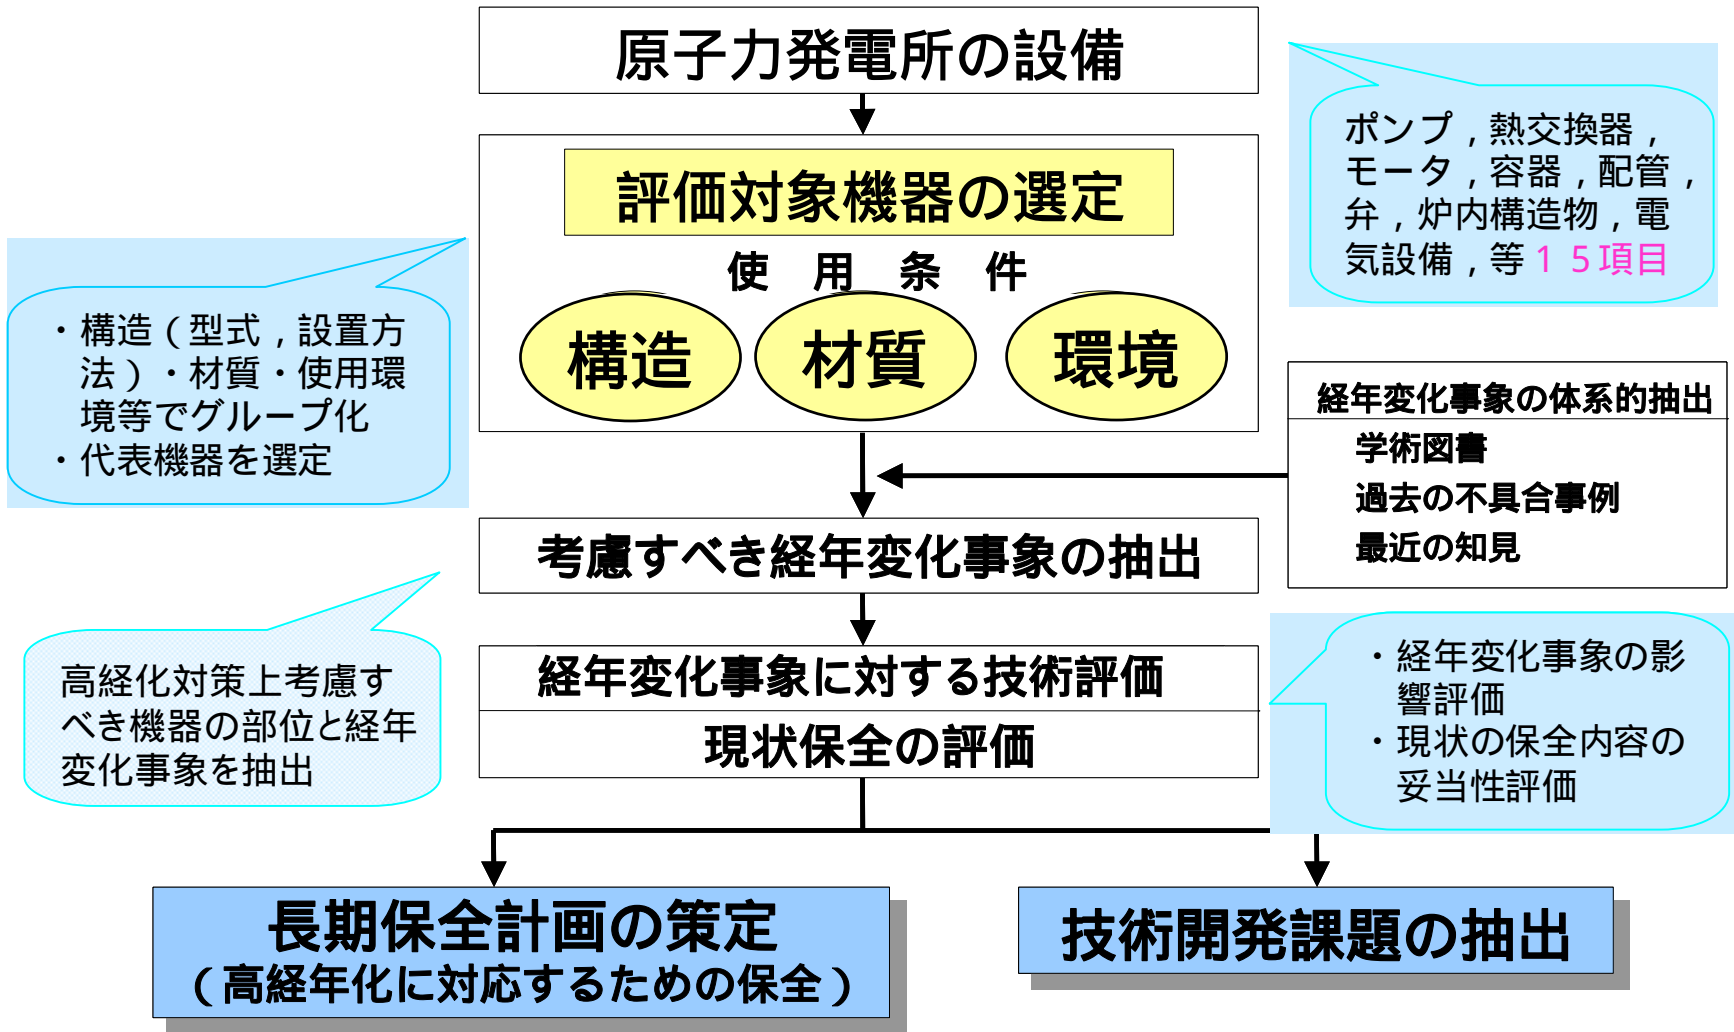 原子力発電所の設備
ポンプ，熱交換器，
モータ，容器，配管，
弁，炉内構造物，電
気設備，等１５項目
評価対象機器の選定
使　用　条　件
構造
材質
環境
・構造（型式，設置方
法）・材質・使用環
境等でグループ化
・代表機器を選定
経年変化事象の体系的抽出
学術図書
過去の不具合事例
最近の知見
考慮すべき経年変化事象の抽出
高経化対策上考慮す
べき機器の部位と経年
変化事象を抽出
経年変化事象に対する技術評価
現状保全の評価
・経年変化事象の影
響評価
・現状の保全内容の
妥当性評価
長期保全計画の策定
（高経年化に対応するための保全）
技術開発課題の抽出